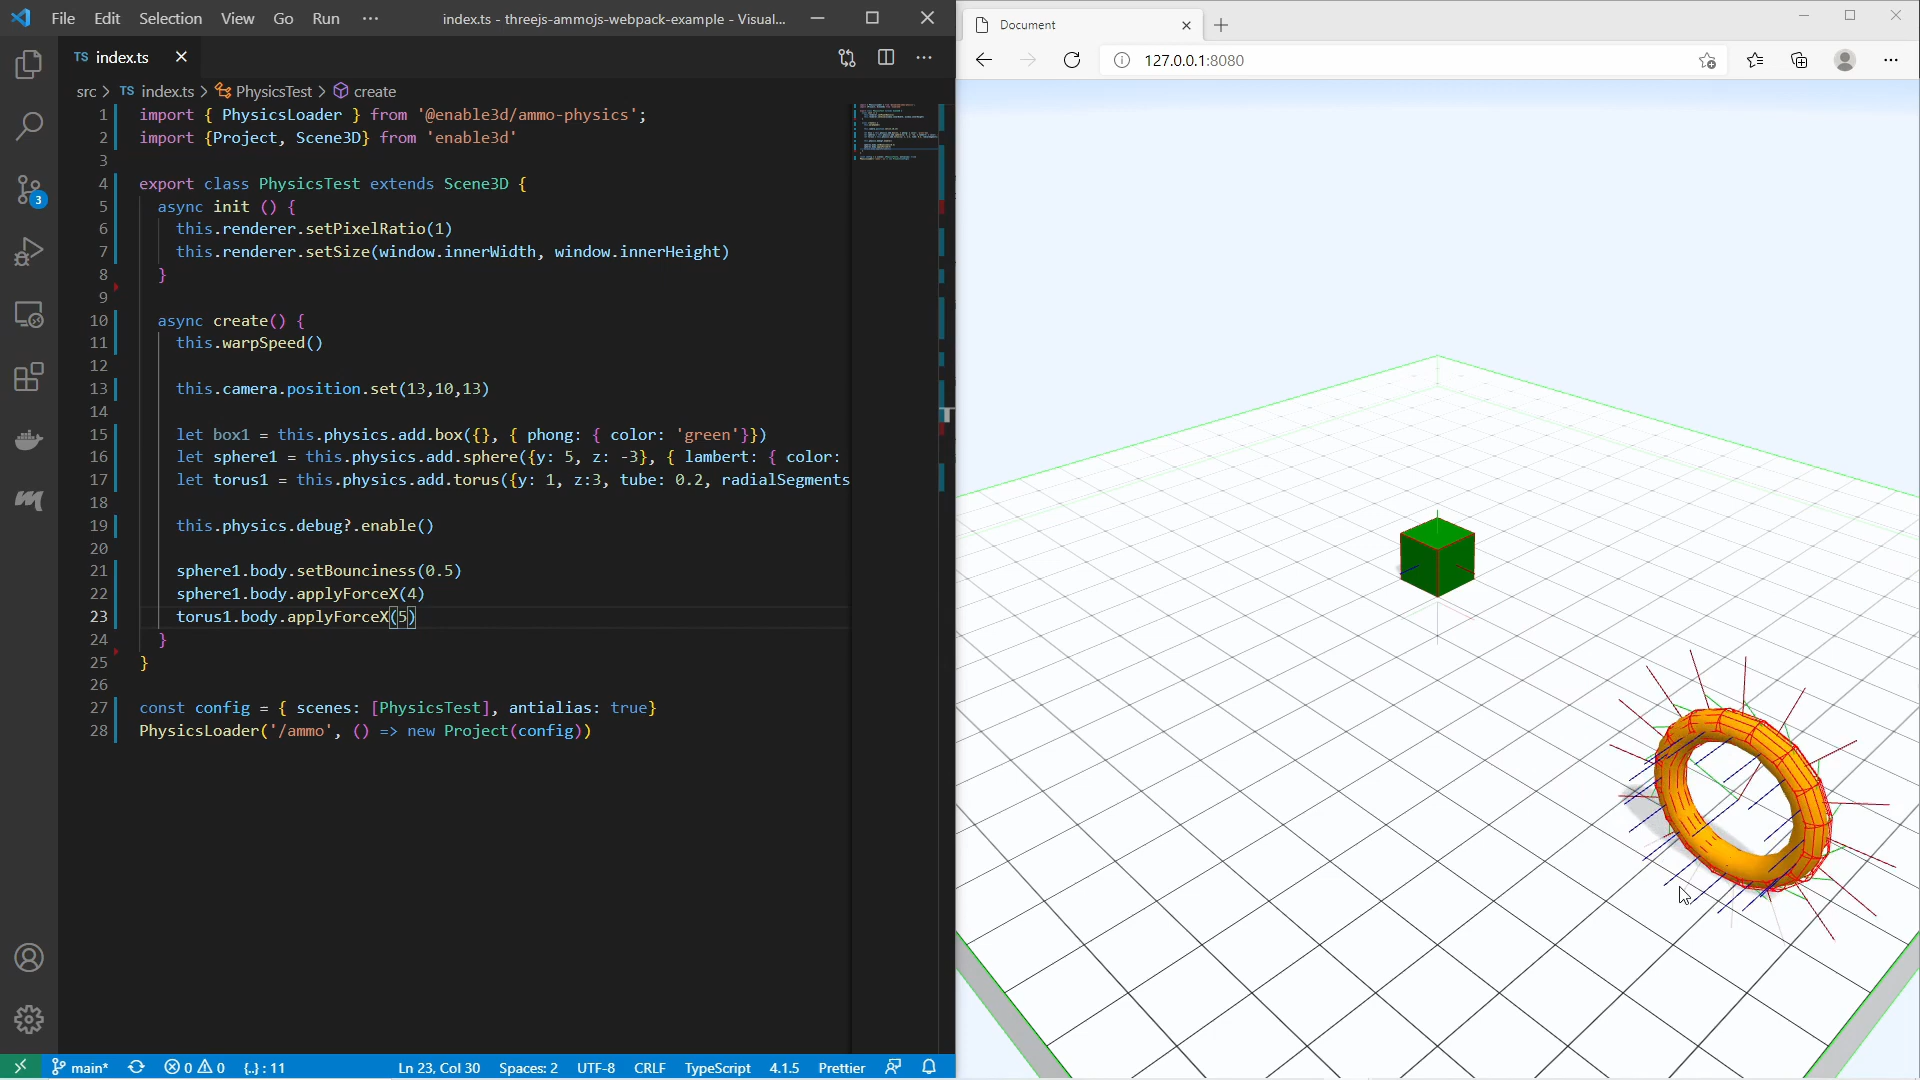 File Edit Selection View Go Run ··· index.ts - threejs-ammojs-webpack-example - Visual...
TS index.ts
src > TS index.ts > PhysicsTest > create
1 import { PhysicsLoader } from '@enable3d/ammo-physics';
2 import {Project, Scene3D} from 'enable3d'
3
4 export class PhysicsTest extends Scene3D {
5 async init () {
6 this.renderer.setPixelRatio(1)
7 this.renderer.setSize(window.innerWidth, window.innerHeight)
8 }
9
10 async create() {
11 this.warpSpeed()
12
13 this.camera.position.set(13,10,13)
14
15 let box1 = this.physics.add.box({}, { phong: { color: 'green'}})
16 let sphere1 = this.physics.add.sphere({y: 5, z: -3}, { lambert: { color:
17 let torus1 = this.physics.add.torus({y: 1, z:3, tube: 0.2, radialSegments
18
19 this.physics.debug?.enable()
20
21 sphere1.body.setBounciness(0.5)
22 sphere1.body.applyForceX(4)
23 torus1.body.applyForceX(5)
24 }
25 }
26
27 const config = { scenes: [PhysicsTest], antialias: true}
28 PhysicsLoader('/ammo', () => new Project(config))
3
main* 0 0 {..} : 11 Ln 23, Col 30 Spaces: 2 UTF-8 CRLF TypeScript 4.1.5 Prettier
Document
127.0.0.1:8080